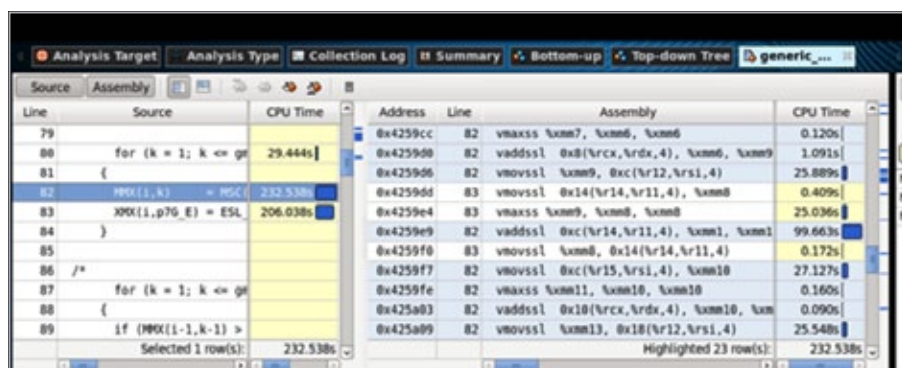 Analysis Target Analysis Type Collection Log Summary Bottom-up Top-down Tree generic_...
Source Assembly
Line Source CPU Time Address Line Assembly CPU Time
79 0x4259cc 82 vmaxss %xmm7, %xmm6, %xmm6 0.120s
80 for (k = 1; k <= gm 29.444s 0x4259d0 82 vaddssl 0x8(%rcx,%rdx,4), %xmm6, %xmm9 1.091s
81 { 0x4259d6 82 vmovssl %xmm9, 0xc(%r12,%rsi,4) 25.889s
82 MMX(i,k) = MSC( 232.538s 0x4259dd 83 vmovssl 0x14(%r14,%r11,4), %xmm8 0.409s
83 XMX(i,p7G_E) = ESL_ 206.038s 0x4259e4 83 vmaxss %xmm9, %xmm8, %xmm8 25.036s
84 } 0x4259e9 82 vaddssl 0xc(%r14,%r11,4), %xmm1, %xmm1 99.663s
85 0x4259f0 83 vmovssl %xmm8, 0x14(%r14,%r11,4) 0.172s
86 /* 0x4259f7 82 vmovssl 0xc(%r15,%rsi,4), %xmm10 27.127s
87 for (k = 1; k <= gm 0x4259fe 82 vmaxss %xmm11, %xmm10, %xmm10 0.160s
88 { 0x425a03 82 vaddssl 0x10(%rcx,%rdx,4), %xmm10, %xm 0.090s
89 if (MMX(i-1,k-1) > 0x425a09 82 vmovssl %xmm13, 0x18(%r12,%rsi,4) 25.548s
Selected 1 row(s): 232.538s Highlighted 23 row(s): 232.538s